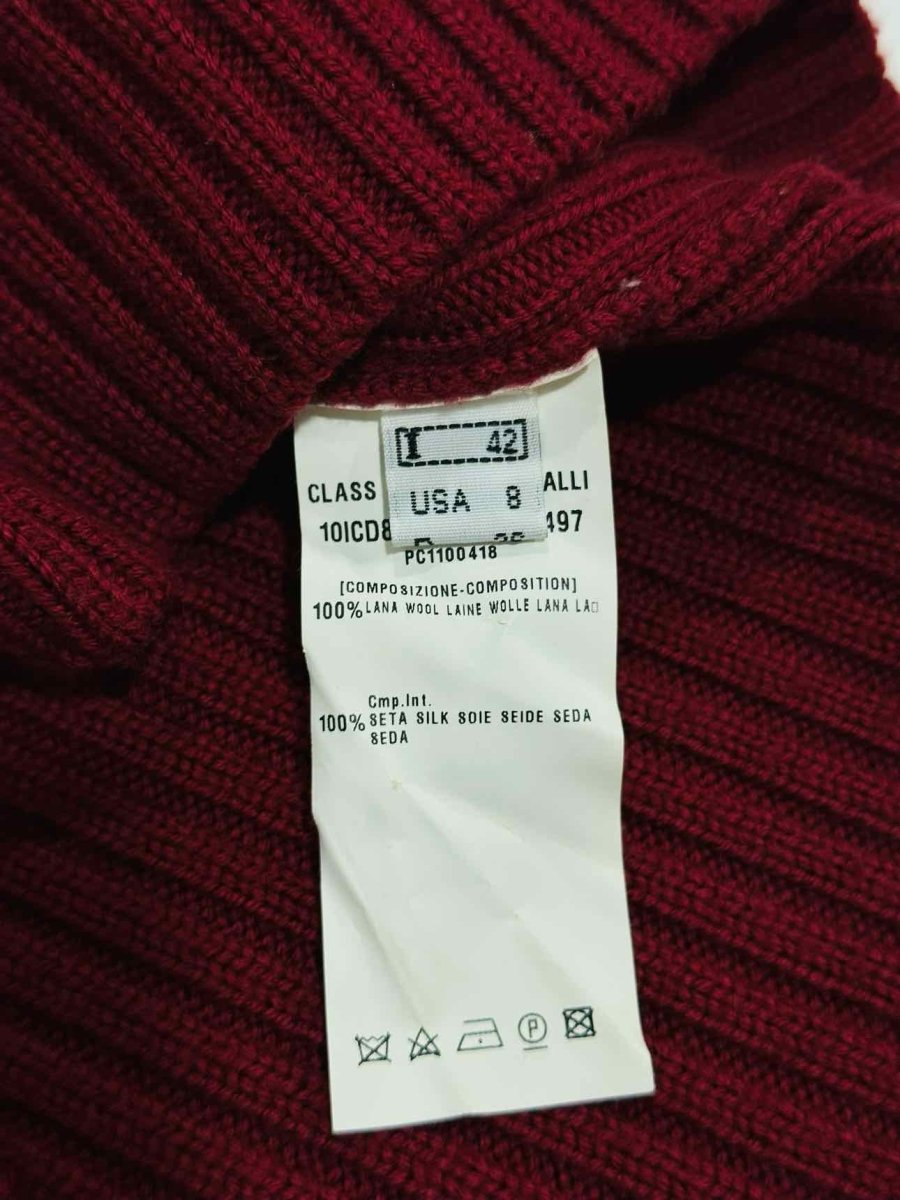 I 42
USA 8
CLASS ALLI
10ICD8 497
PC1100418
[COMPOSIZIONE-COMPOSITION]
100% LANA WOOL LAINE WOLLE LANA LA□
Cmp.Int.
100% SETA SILK SOIE SEIDE SEDA
SEDA
P